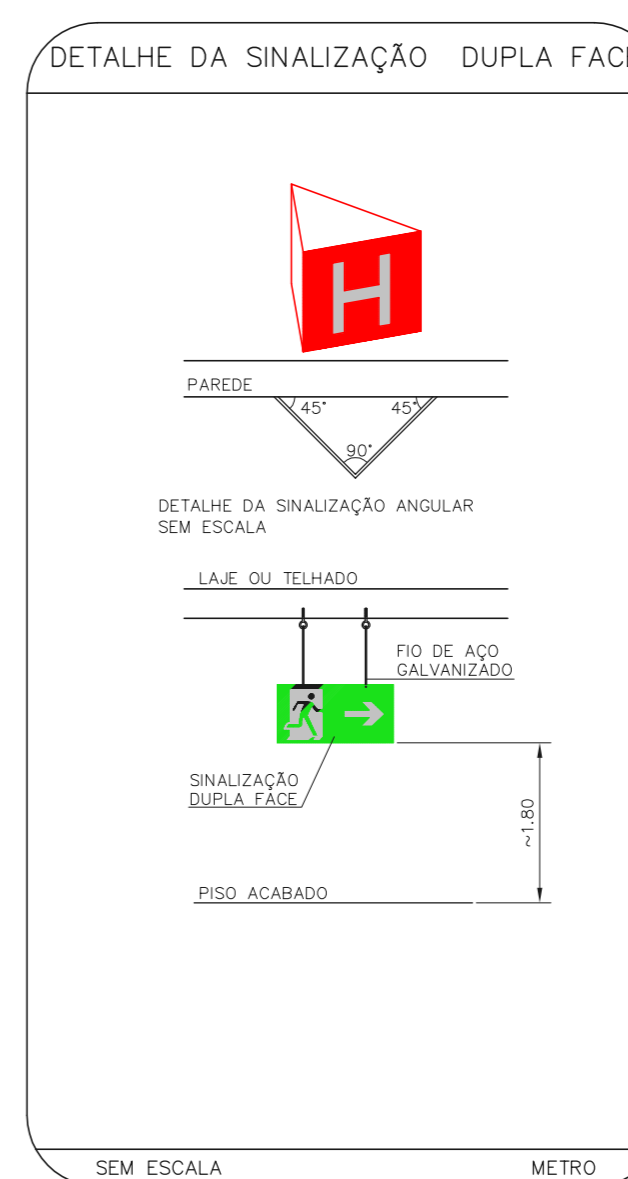 DETALHE DA SINALIZAÇÃO DUPLA FACE
H
PAREDE
45° 45°
90°
DETALHE DA SINALIZAÇÃO ANGULAR
SEM ESCALA
LAJE OU TELHADO
FIO DE AÇO
GALVANIZADO
SINALIZAÇÃO
DUPLA FACE
~1.80
PISO ACABADO
SEM ESCALA METRO